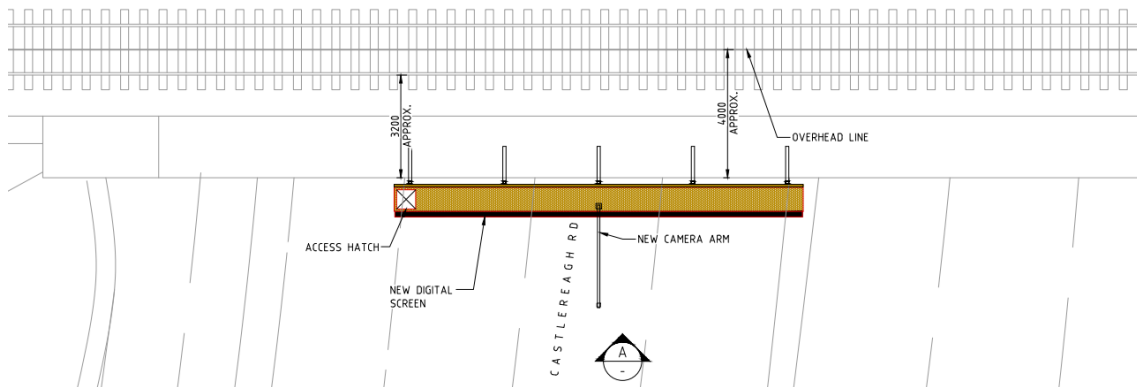 3200
APPROX.
4000
APPROX.
OVERHEAD LINE
ACCESS HATCH
NEW CAMERA ARM
NEW DIGITAL
SCREEN
CASTLEREAGH RD
A
-